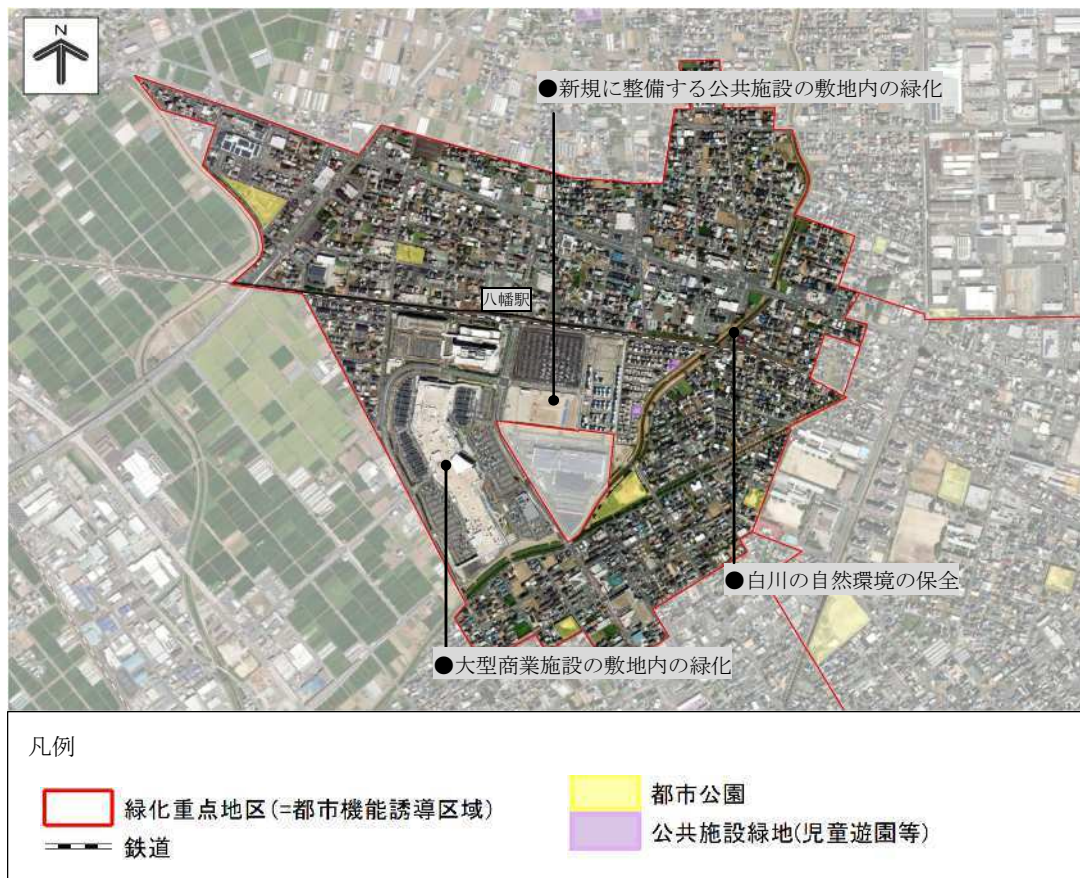 N
●新規に整備する公共施設の敷地内の緑化
八幡駅
●白川の自然環境の保全
●大型商業施設の敷地内の緑化
凡例
緑化重点地区(=都市機能誘導区域)
鉄道
都市公園
公共施設緑地(児童遊園等)